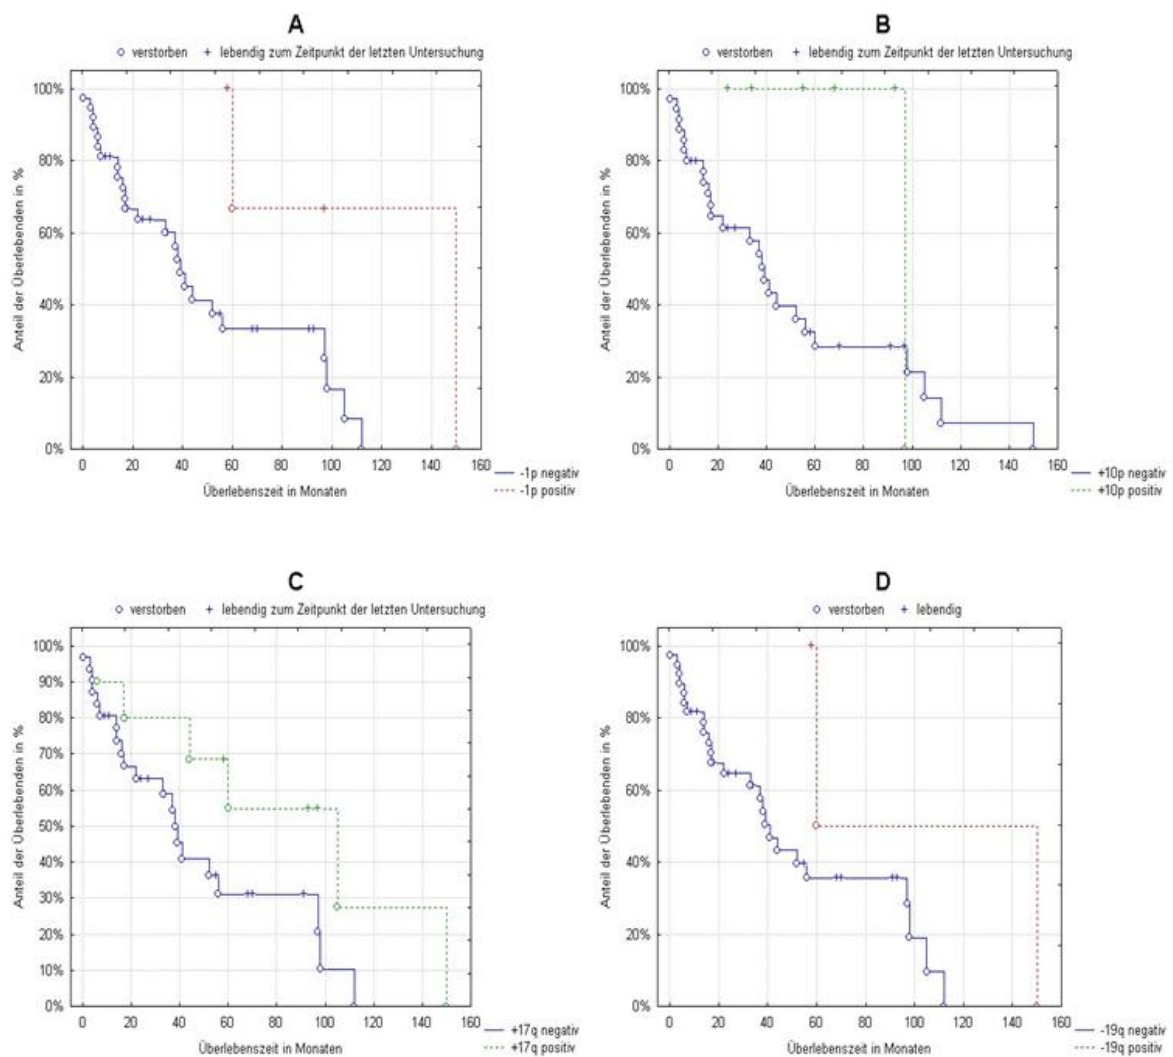 A
verstorben lebendig zum Zeitpunkt der letzten Untersuchung
100%
80%
60%
40%
20%
0%
Anteil der Überlebenden in %
0 20 40 60 80 100 120 140 160
Überlebenszeit in Monaten
-1p negativ
-1p positiv
B
verstorben lebendig zum Zeitpunkt der letzten Untersuchung
100%
80%
60%
40%
20%
0%
Anteil der Überlebenden in %
0 20 40 60 80 100 120 140 160
Überlebenszeit in Monaten
+10p negativ
+10p positiv
C
verstorben lebendig zum Zeitpunkt der letzten Untersuchung
100%
90%
80%
70%
60%
50%
40%
30%
20%
10%
0%
Anteil der Überlebenden in %
0 20 40 60 80 100 120 140 160
Überlebenszeit in Monaten
+17q negativ
+17q positiv
D
verstorben lebendig
100%
80%
60%
40%
20%
0%
Anteil der Überlebenden in %
0 20 40 60 80 100 120 140 160
Überlebenszeit in Monaten
-19q negativ
-19q positiv